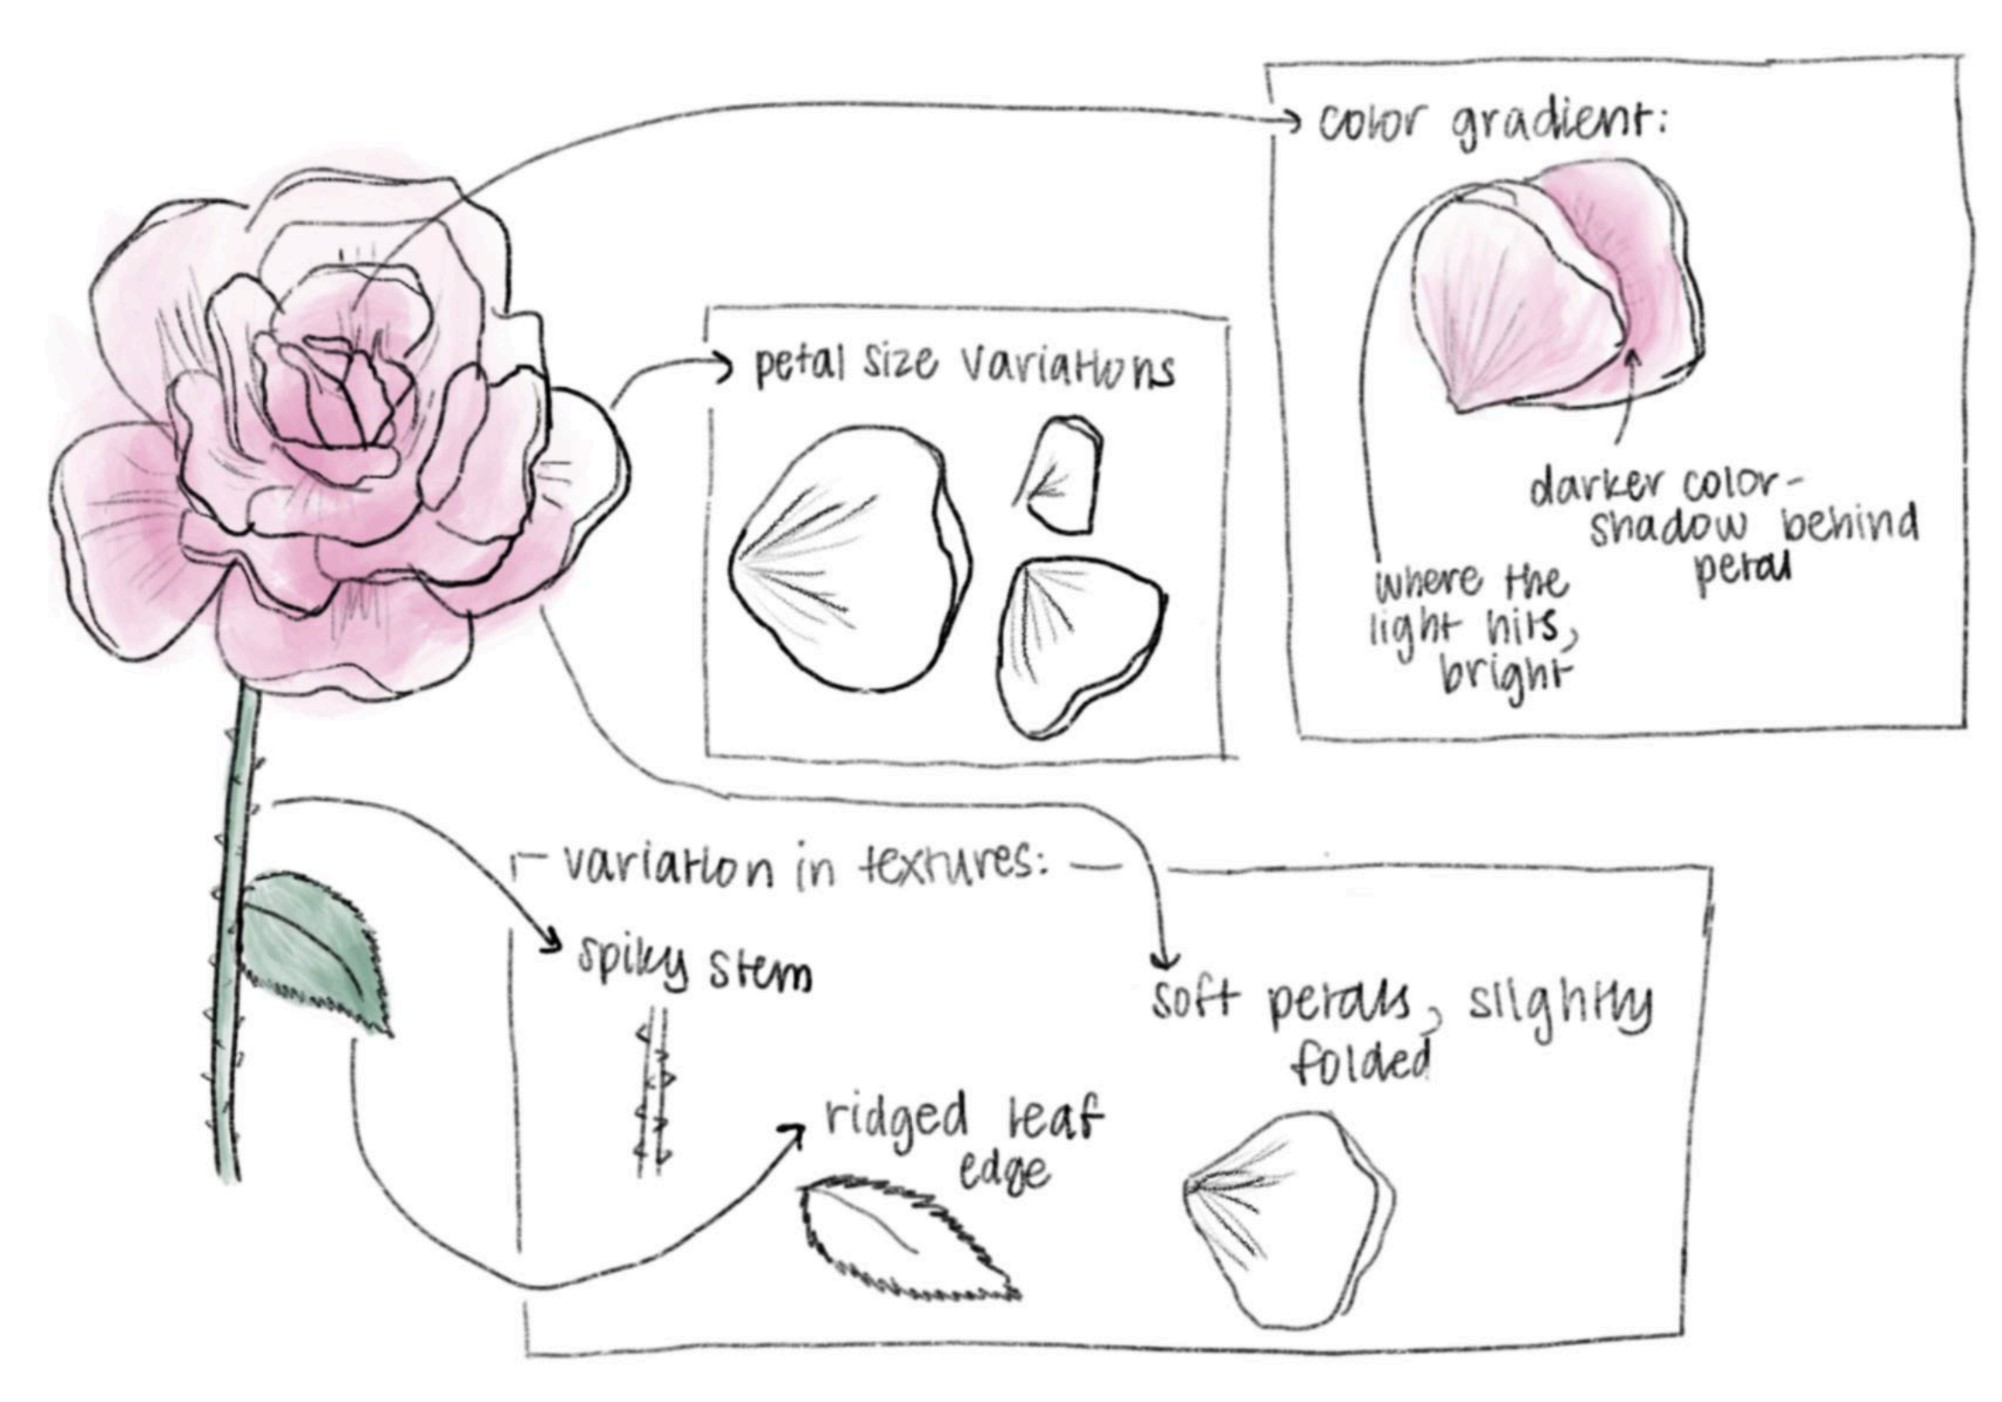 color gradient:
darker color-
shadow behind
petal
where the
light hits,
bright
petal size variations
variation in textures:
spiky stem
ridged leaf
edge
soft petals, slightly
folded